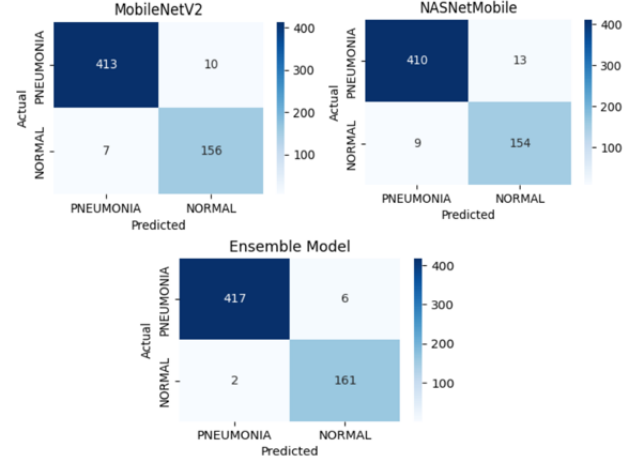 MobileNetV2
Actual
PNEUMONIA
NORMAL
413 10
7 156
PNEUMONIA NORMAL
Predicted
400
300
200
100
NASNetMobile
Actual
PNEUMONIA
NORMAL
410 13
9 154
PNEUMONIA NORMAL
Predicted
400
300
200
100
Ensemble Model
Actual
PNEUMONIA
NORMAL
417 6
2 161
PNEUMONIA NORMAL
Predicted
400
300
200
100